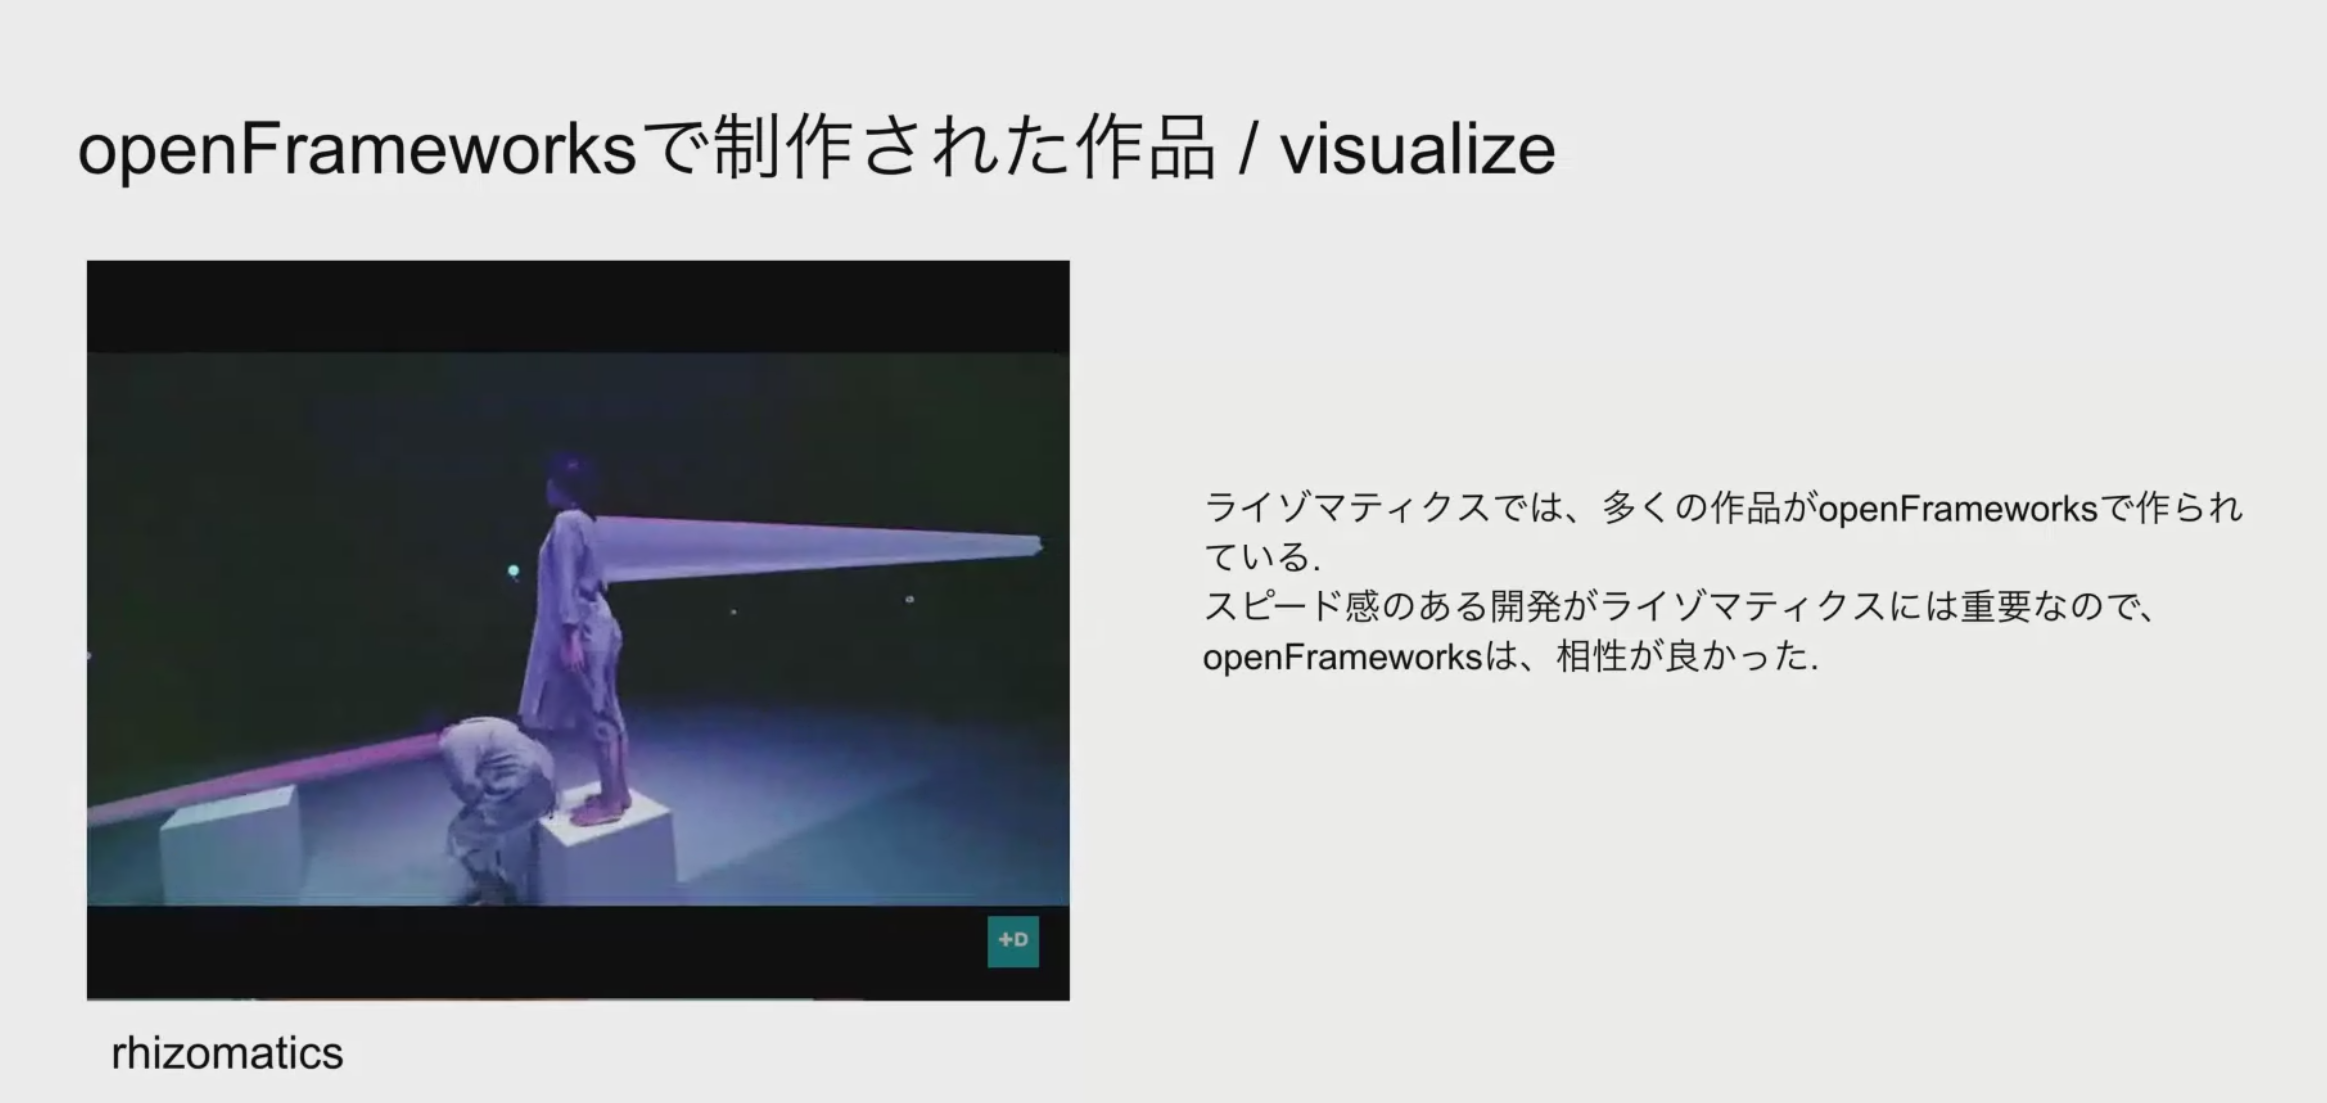 openFrameworksで制作された作品 / visualize
ライゾマティクスでは、多くの作品がopenFrameworksで作られ
ている.
スピード感のある開発がライゾマティクスには重要なので、
openFrameworksは、相性が良かった.
+D
rhizomatics